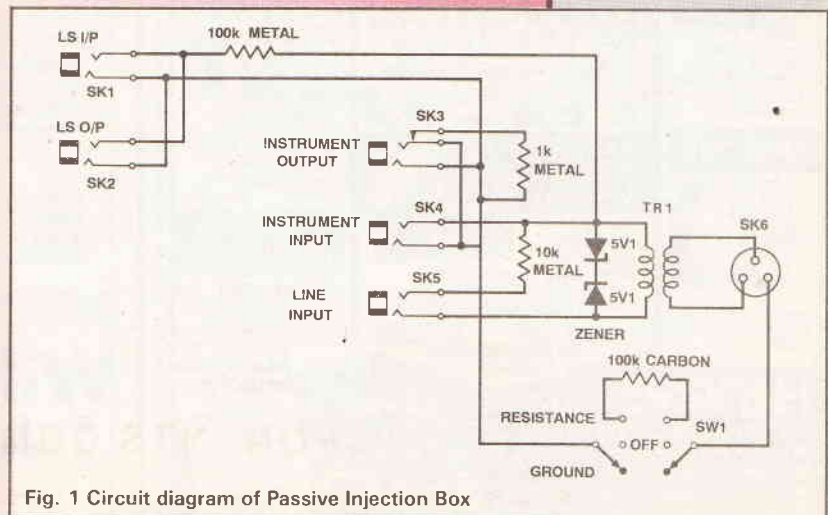 LS I/P
100k METAL
SK1
LS O/P
SK2
SK3
INSTRUMENT
OUTPUT
1k
METAL
INSTRUMENT
INPUT
SK4
TR1
SK6
10k
METAL
5V1
LINE
INPUT
SK5
5V1
ZENER
100k CARBON
RESISTANCE
SW1
OFF
GROUND
Fig. 1 Circuit diagram of Passive Injection Box